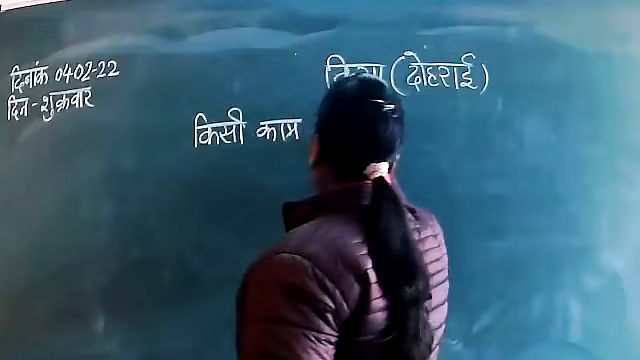 दिनांक 04-02-22
दिन - शुक्रवार
(दोहराई)
किसी काम